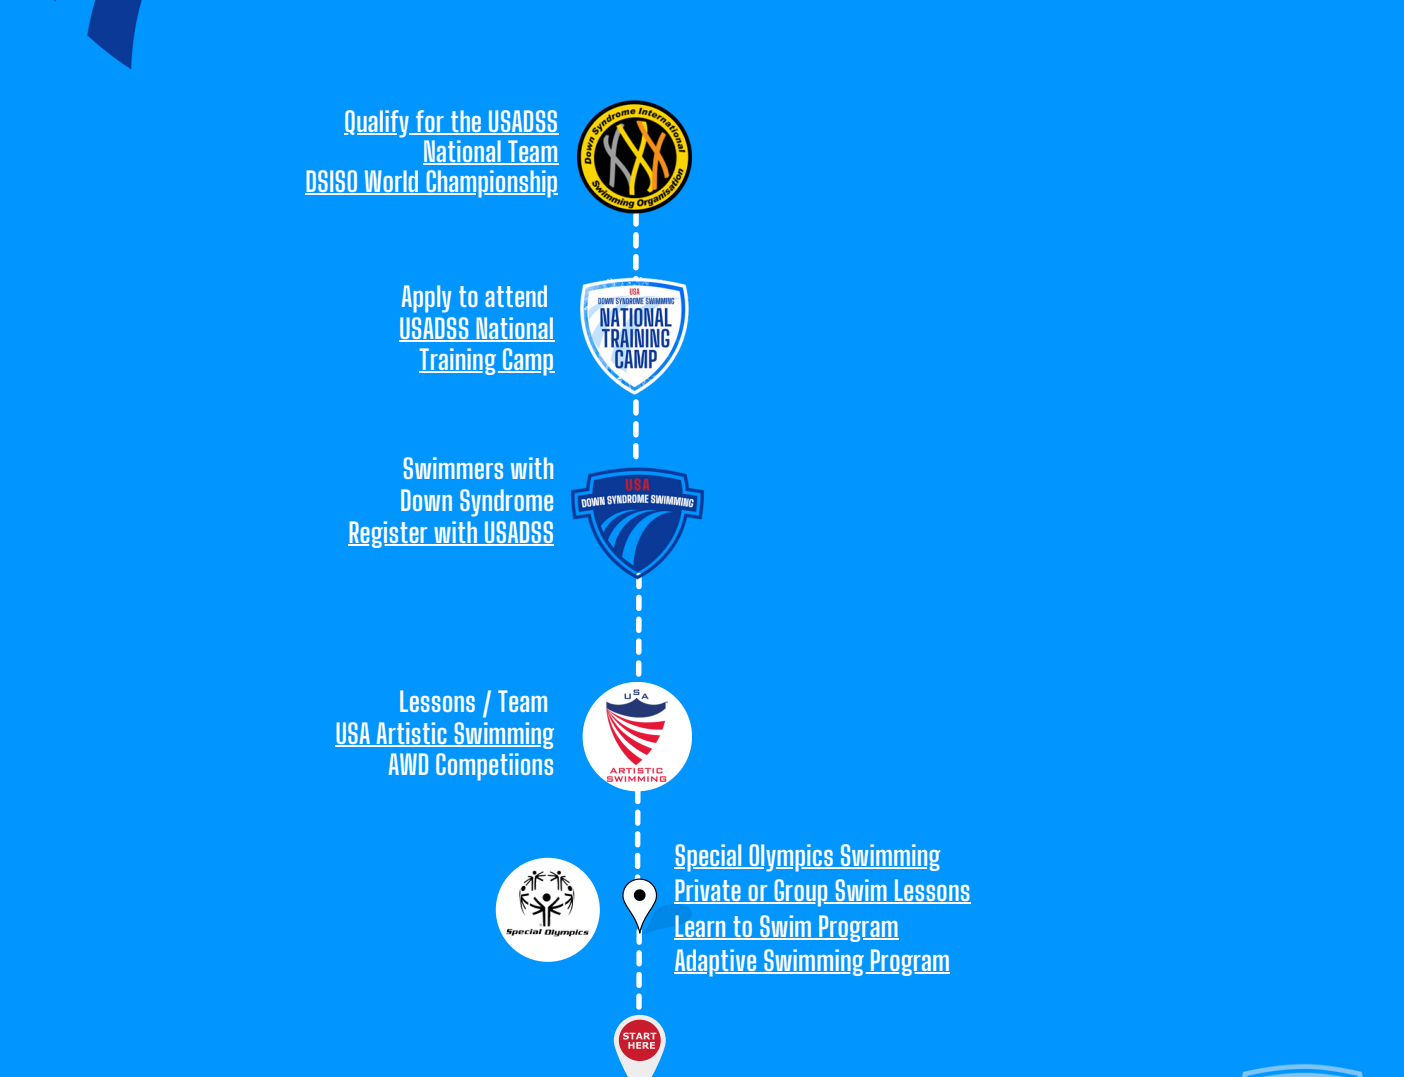 Qualify for the USADSS
National Team
DSISO World Championship
Down Syndrome International
Swimming Organisation
Apply to attend
USADSS National
Training Camp
USA
DOWN SYNDROME SWIMMING
NATIONAL
TRAINING
CAMP
Swimmers with
Down Syndrome
Register with USADSS
USA
DOWN SYNDROME SWIMMING
Lessons / Team
USA Artistic Swimming
AWD Competiions
USA
ARTISTIC
SWIMMING
Special Olympics
Special Olympics Swimming
Private or Group Swim Lessons
Learn to Swim Program
Adaptive Swimming Program
START
HERE